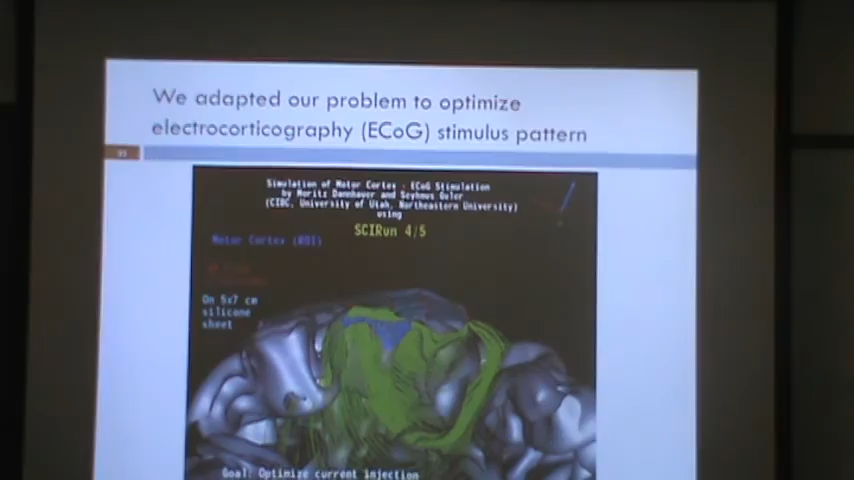 We adapted our problem to optimize
electrocorticography (ECoG) stimulus pattern
Simulation of Motor Cortex - ECoG Stimulation
by Moritz Dannhauer and Seyhmus Guler
(CIBC, University of Utah, Northeastern University)
using
SCIRun 4/5
Motor Cortex (ROI)
On 5x7 cm
silicone
sheet
Goal: Optimize current injection